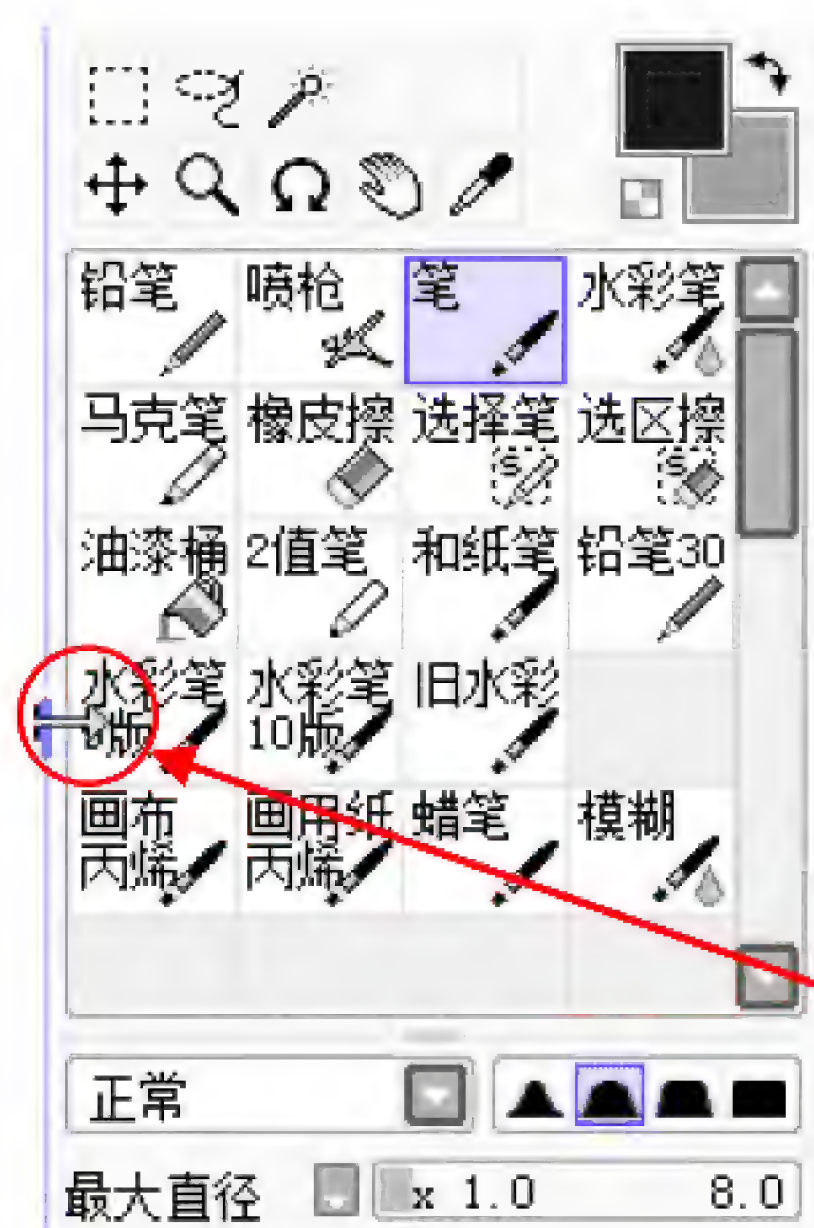 铅笔 喷枪 笔 水彩笔
马克笔 橡皮擦 选择笔 选区擦
油漆桶 2值笔 和纸笔 铅笔30
水彩笔 水彩笔 旧水彩
版 10版
画布 画用纸 蜡笔 模糊
丙烯 丙烯
正常
最大直径 x 1.0 8.0